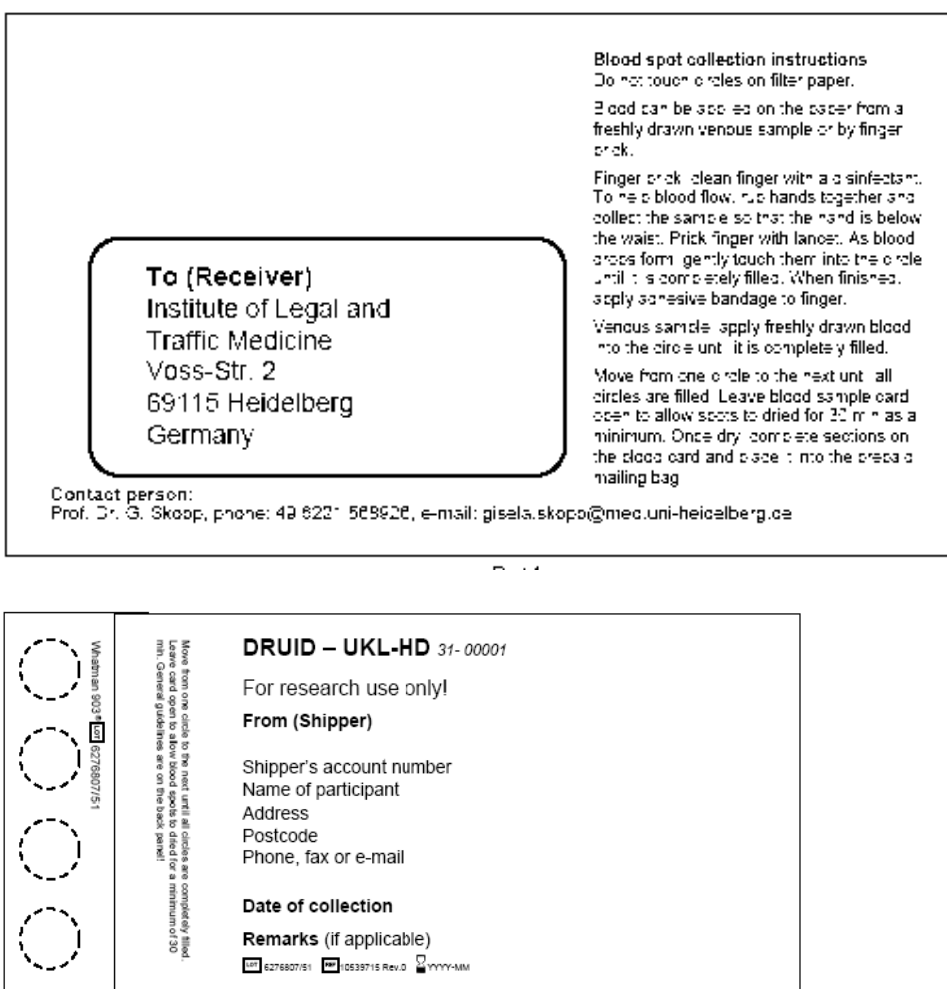 Blood spot collection instructions
Do not touch circles on filter paper.
Blood can be applied on the paper from a
freshly drawn venous sample or by finger
prick.
Finger prick: clean finger with a disinfectant.
To help blood flow, rub hands together and
collect the sample so that the hand is below
the waist. Prick finger with lancet. As blood
drops form, gently touch them into the circle
until it is completely filled. When finished,
apply adhesive bandage to finger.
Venous sample: apply freshly drawn blood
into the circle until it is completely filled.
Move from one circle to the next until all
circles are filled. Leave blood sample card
open to allow spots to dried for 30 min as a
minimum. Once dry, complete sections on
the blood card and place it into the prepaid
mailing bag
To (Receiver)
Institute of Legal and
Traffic Medicine
Voss-Str. 2
69115 Heidelberg
Germany
Contact person:
Prof. Dr. G. Skopp, phone: 49 6221 568926, e-mail: gisela.skopp@med.uni-heidelberg.de
Whatman 903® LOT 6276807/51
Move from one circle to the next until all circles are completely filled.
Leave card open to allow blood spots to dried for a minimum of 30
min. General guidelines are on the back panel!
DRUID – UKL-HD 31- 00001
For research use only!
From (Shipper)
Shipper's account number
Name of participant
Address
Postcode
Phone, fax or e-mail
Date of collection
Remarks (if applicable)
LOT 6276807/51 REF 10539715 Rev.0 YYYY-MM